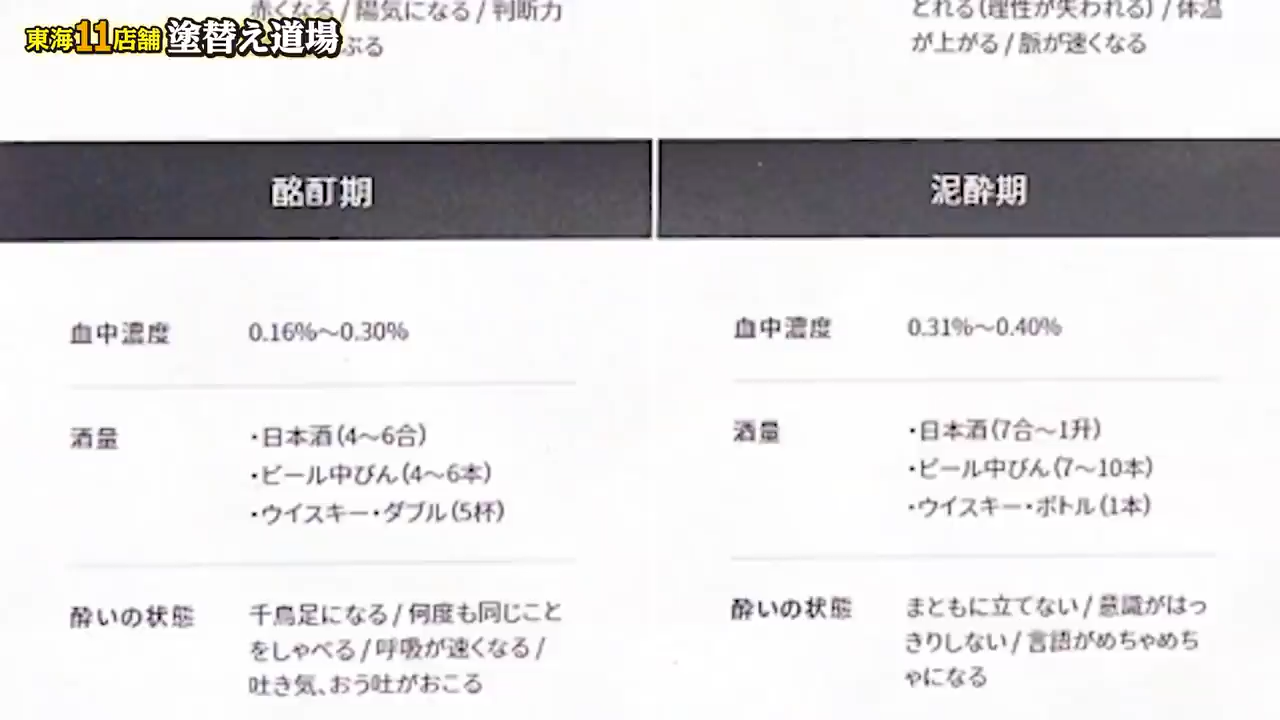 赤くなる / 陽気になる / 判断力
ぶる
東海11店舗 塗替え道場
とれる(理性が失われる) / 体温
が上がる / 脈が速くなる
酩酊期
血中濃度 0.16%～0.30%
酒量 ・日本酒(4～6合)
・ビール中びん(4～6本)
・ウイスキー・ダブル(5杯)
酔いの状態 千鳥足になる / 何度も同じこと
をしゃべる / 呼吸が速くなる /
吐き気、おう吐がおこる
泥酔期
血中濃度 0.31%～0.40%
酒量 ・日本酒(7合～1升)
・ビール中びん(7～10本)
・ウイスキー・ボトル(1本)
酔いの状態 まともに立てない / 意識がはっ
きりしない / 言語がめちゃめち
ゃになる